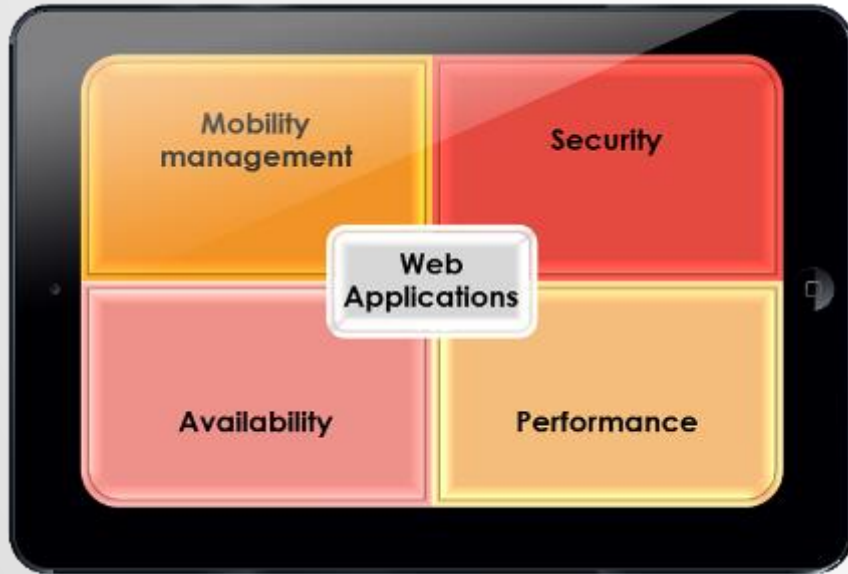 Mobility
management
Security
Web
Applications
Availability
Performance